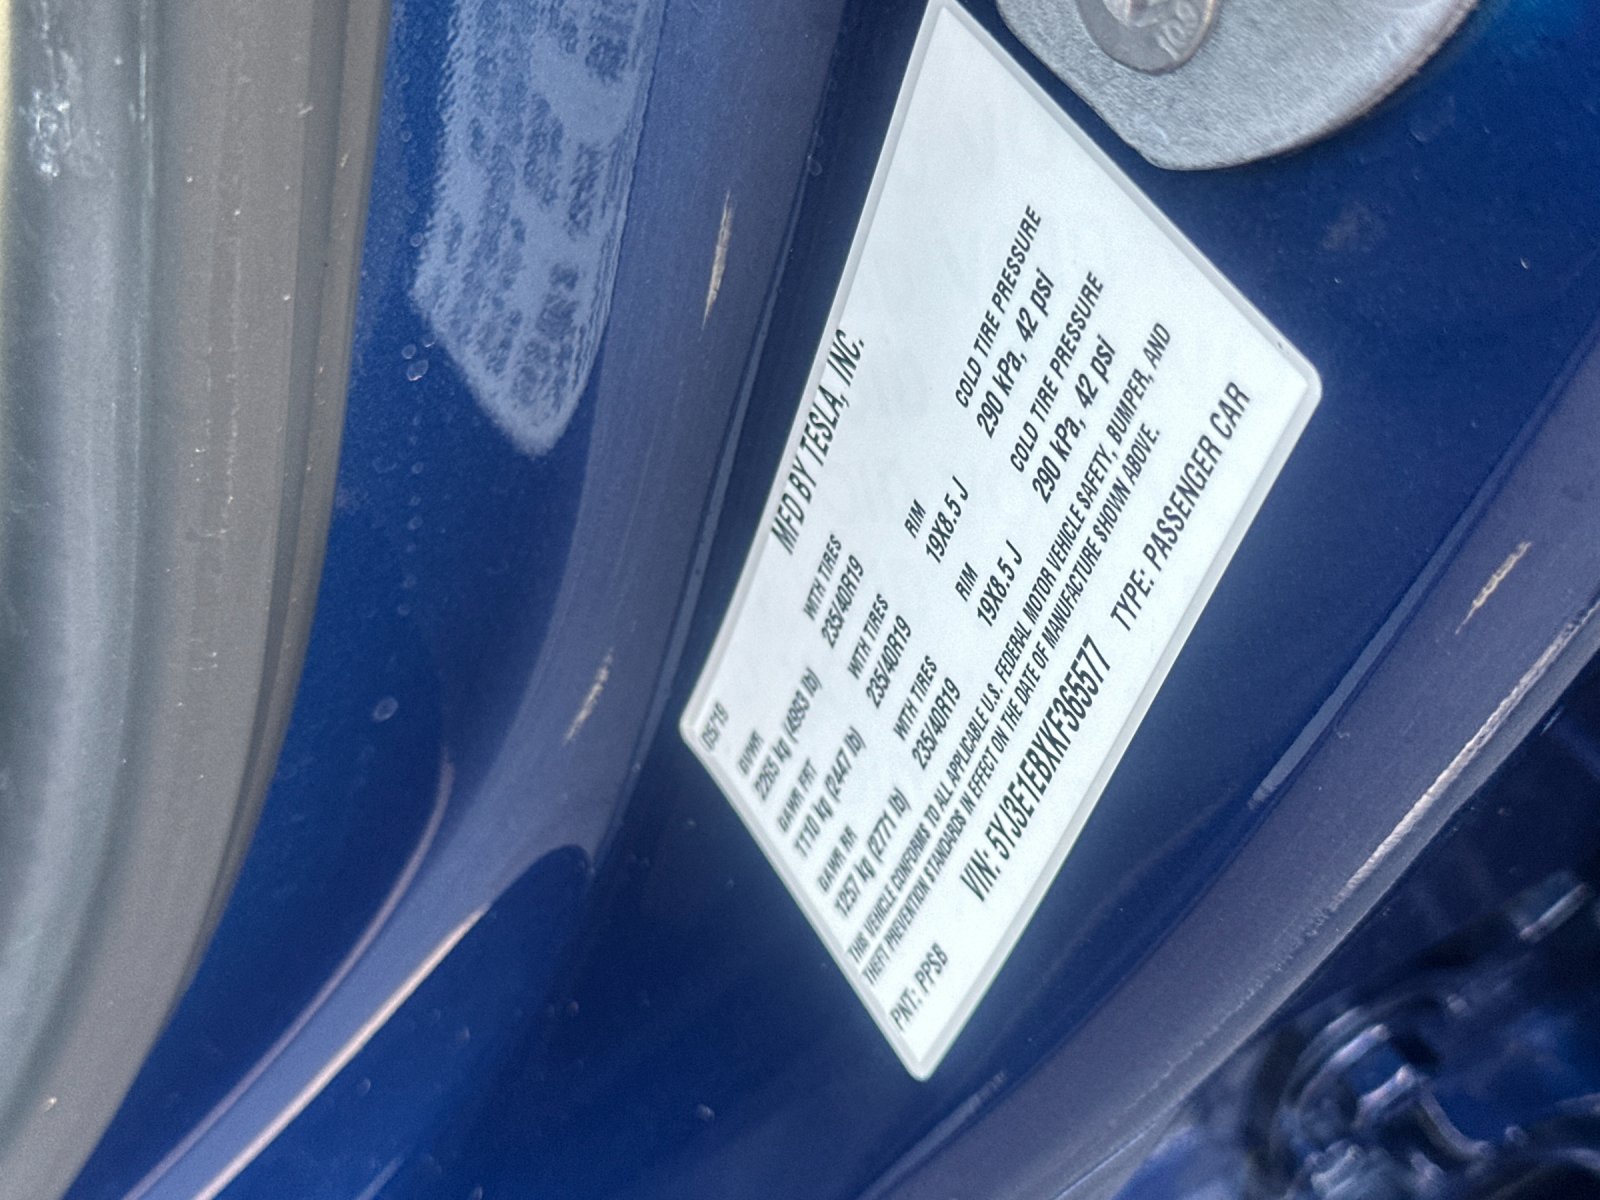 05/19 MFD BY TESLA, INC.
GVWR
2265 kg (4993 lb)
WITH TIRES
235/40R19
RIM
19X8.5 J
COLD TIRE PRESSURE
290 kPa, 42 psi
GAWR FRT
1110 kg (2447 lb)
WITH TIRES
235/40R19
RIM
19X8.5 J
COLD TIRE PRESSURE
290 kPa, 42 psi
GAWR RR
1257 kg (2771 lb)
WITH TIRES
235/40R19
THIS VEHICLE CONFORMS TO ALL APPLICABLE U.S. FEDERAL MOTOR VEHICLE SAFETY, BUMPER, AND
THEFT PREVENTION STANDARDS IN EFFECT ON THE DATE OF MANUFACTURE SHOWN ABOVE.
VIN: 5YJ3E1EBXKF365577 TYPE: PASSENGER CAR
PNT: PPSB